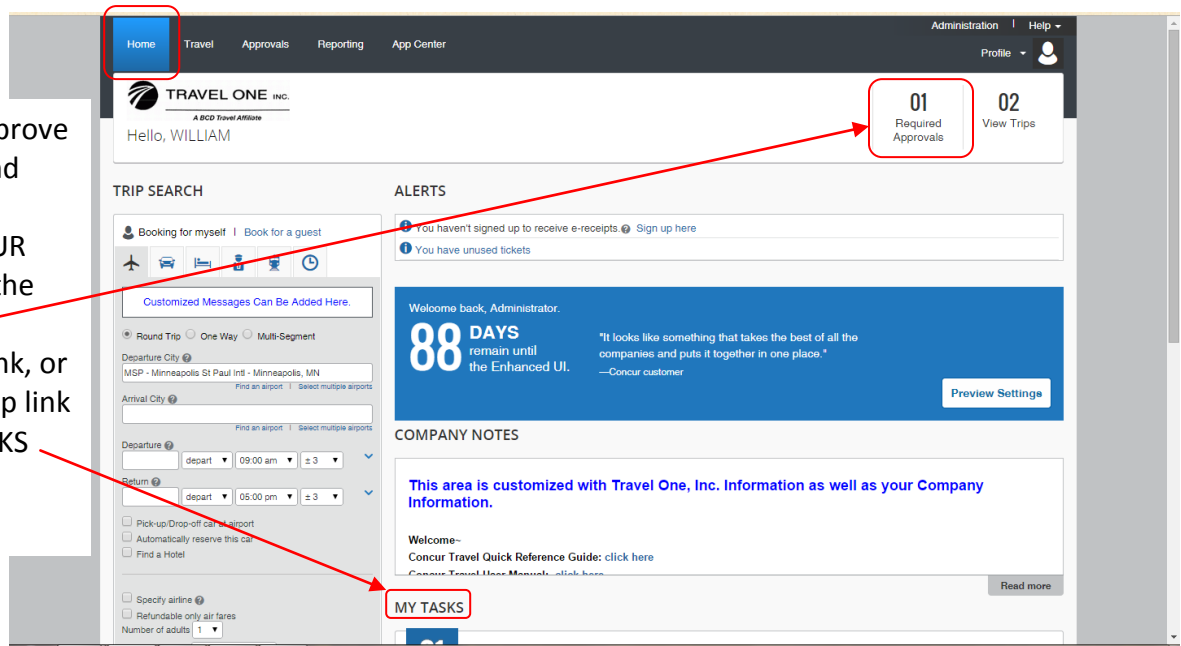 Administration | Help
Home Travel Approvals Reporting App Center
Profile
TRAVEL ONE INC.
A BCD Travel Affiliate
Hello, WILLIAM
01 Required Approvals
02 View Trips
prove
nd
UR
the
nk, or
p link
KS
TRIP SEARCH
Booking for myself | Book for a guest
Customized Messages Can Be Added Here.
Round Trip One Way Multi-Segment
Departure City
MSP - Minneapolis St Paul Intl - Minneapolis, MN
Find an airport | Select multiple airports
Arrival City
Find an airport | Select multiple airports
Departure
depart 09:00 am ± 3
Return
depart 05:00 pm ± 3
Pick-up/Drop-off car at airport
Automatically reserve this car
Find a Hotel
Specify airline
Refundable only air fares
Number of adults 1
ALERTS
You haven't signed up to receive e-receipts. Sign up here
You have unused tickets
Welcome back, Administrator.
88 DAYS
remain until
the Enhanced UI.
"It looks like something that takes the best of all the
companies and puts it together in one place."
—Concur customer
Preview Settings
COMPANY NOTES
This area is customized with Travel One, Inc. Information as well as your Company
Information.
Welcome~
Concur Travel Quick Reference Guide: click here
Concur Travel User Manual: click here
Read more
MY TASKS